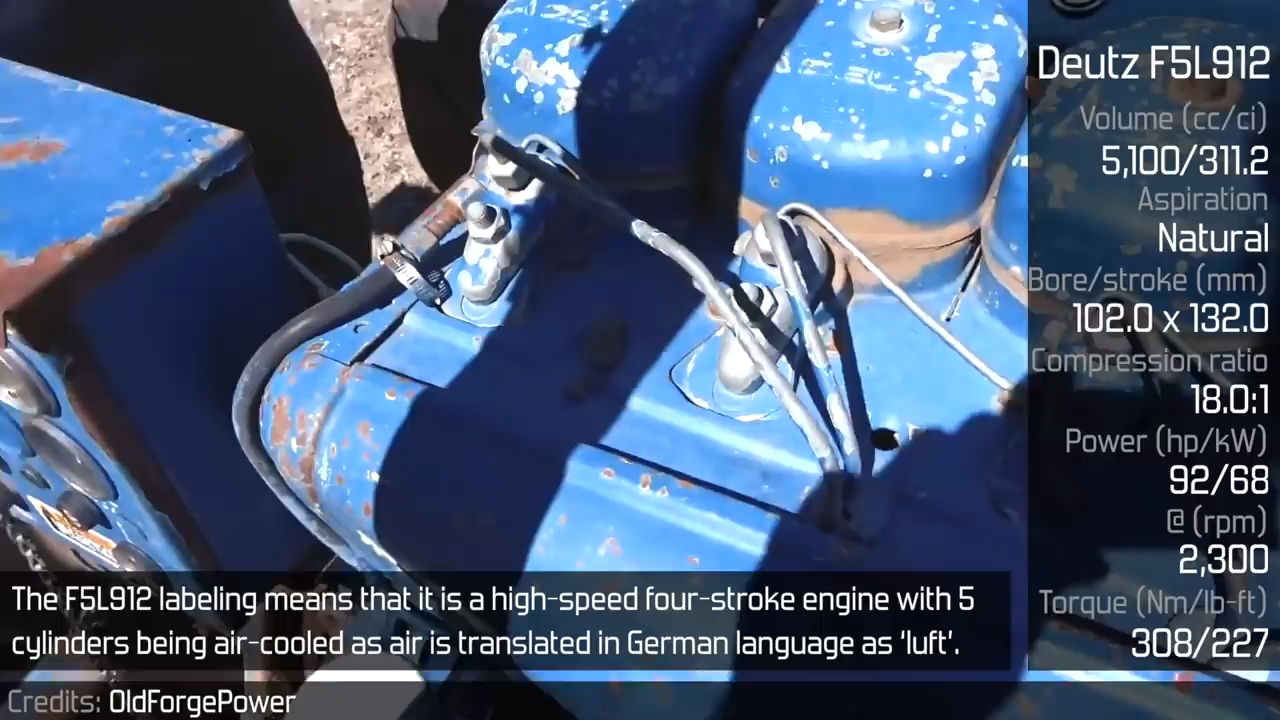 Deutz F5L912
Volume (cc/ci)
5,100/311.2
Aspiration
Natural
Bore/stroke (mm)
102.0 x 132.0
Compression ratio
18.0:1
Power (hp/kW)
92/68
@ (rpm)
2,300
Torque (Nm/lb-ft)
308/227
The F5L912 labeling means that it is a high-speed four-stroke engine with 5
cylinders being air-cooled as air is translated in German language as ‘luft’.
Credits: OldForgePower